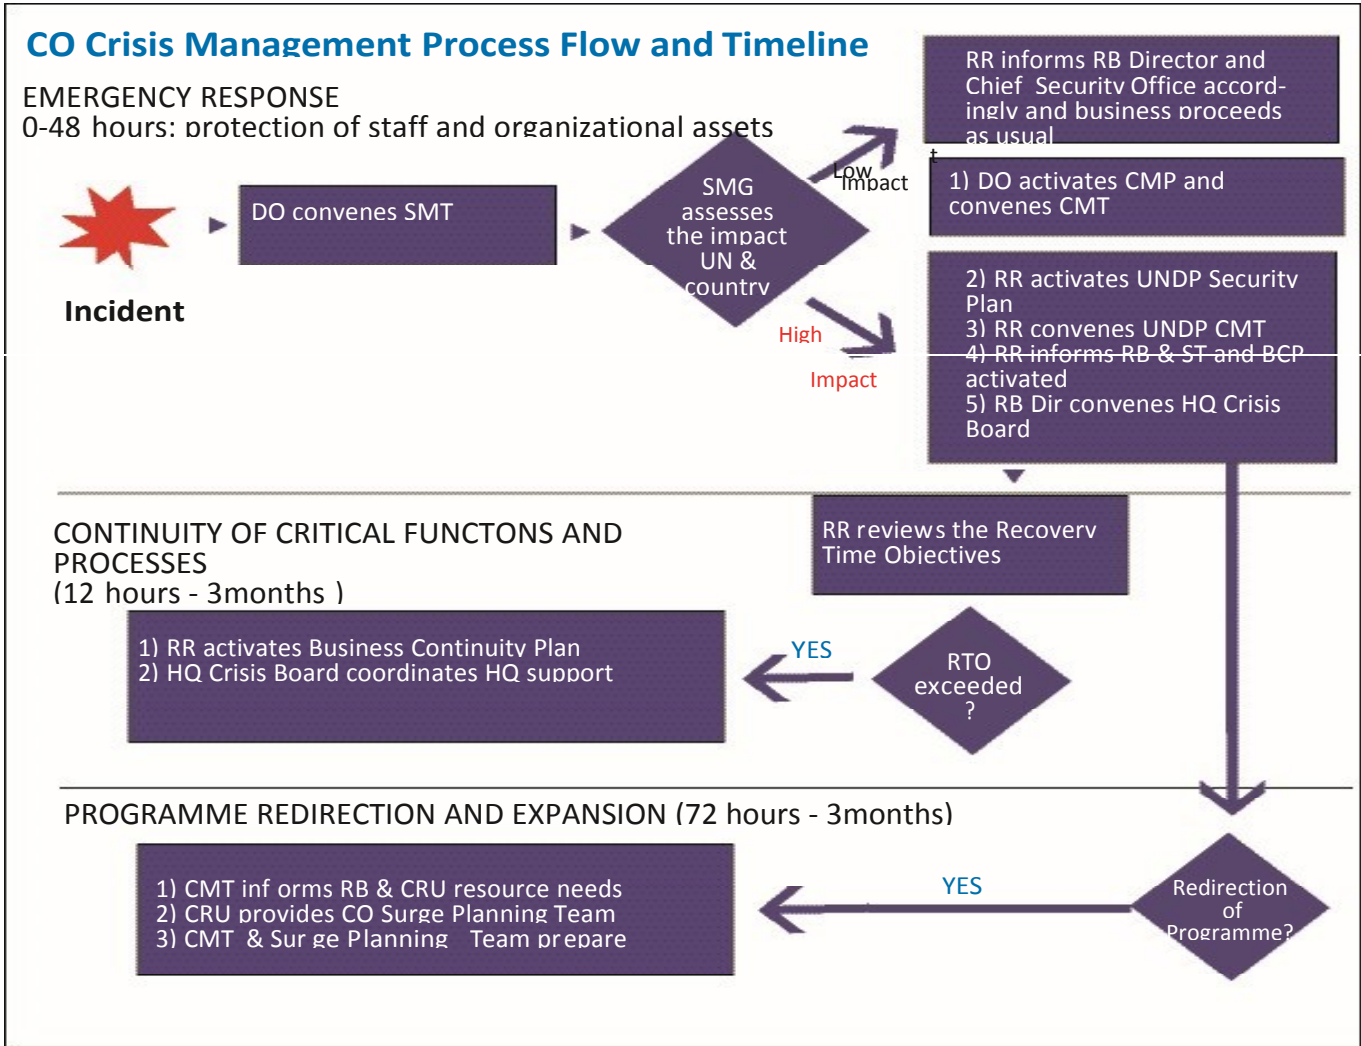 CO Crisis Management Process Flow and Timeline
EMERGENCY RESPONSE
0-48 hours: protection of staff and organizational assets
Incident
DO convenes SMT
SMG
assesses
the impact
UN &
country
Low
Impact
High
Impact
RR informs RB Director and
Chief Security Office accord-
ingly and business proceeds
as usual
t
1) DO activates CMP and
convenes CMT
2) RR activates UNDP Security
Plan
3) RR convenes UNDP CMT
4) RR informs RB & ST and BCP
activated
5) RB Dir convenes HQ Crisis
Board
CONTINUITY OF CRITICAL FUNCTONS AND
PROCESSES
(12 hours - 3months )
RR reviews the Recovery
Time Objectives
RTO
exceeded
?
YES
1) RR activates Business Continuity Plan
2) HQ Crisis Board coordinates HQ support
PROGRAMME REDIRECTION AND EXPANSION (72 hours - 3months)
Redirection
of
Programme?
YES
1) CMT inf orms RB & CRU resource needs
2) CRU provides CO Surge Planning Team
3) CMT & Sur ge Planning Team prepare